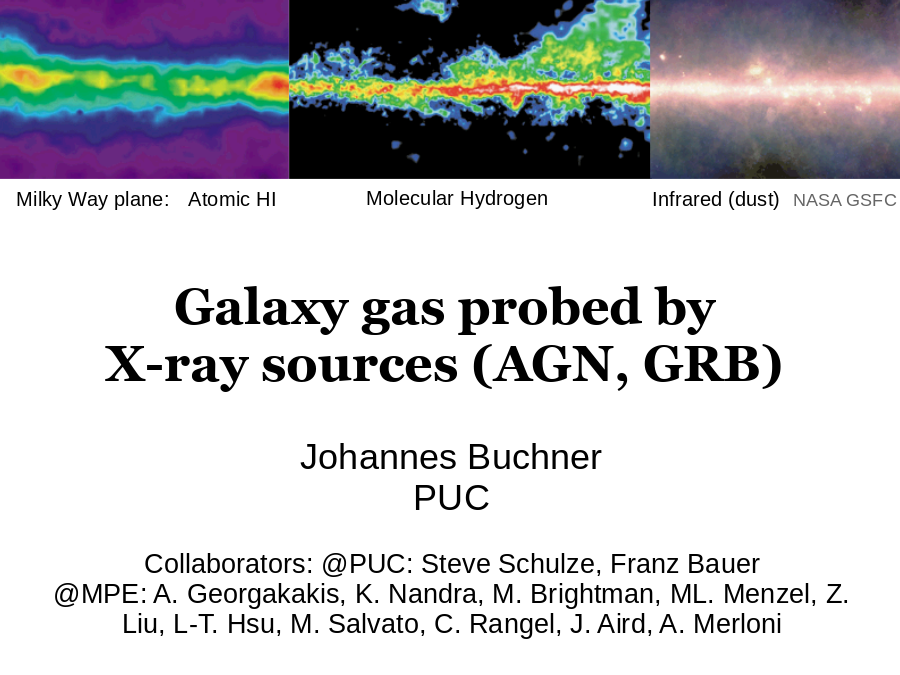 Milky Way plane: Atomic HI Molecular Hydrogen Infrared (dust) NASA GSFC
Galaxy gas probed by
X-ray sources (AGN, GRB)
Johannes Buchner
PUC
Collaborators: @PUC: Steve Schulze, Franz Bauer
@MPE: A. Georgakakis, K. Nandra, M. Brightman, ML. Menzel, Z.
Liu, L-T. Hsu, M. Salvato, C. Rangel, J. Aird, A. Merloni